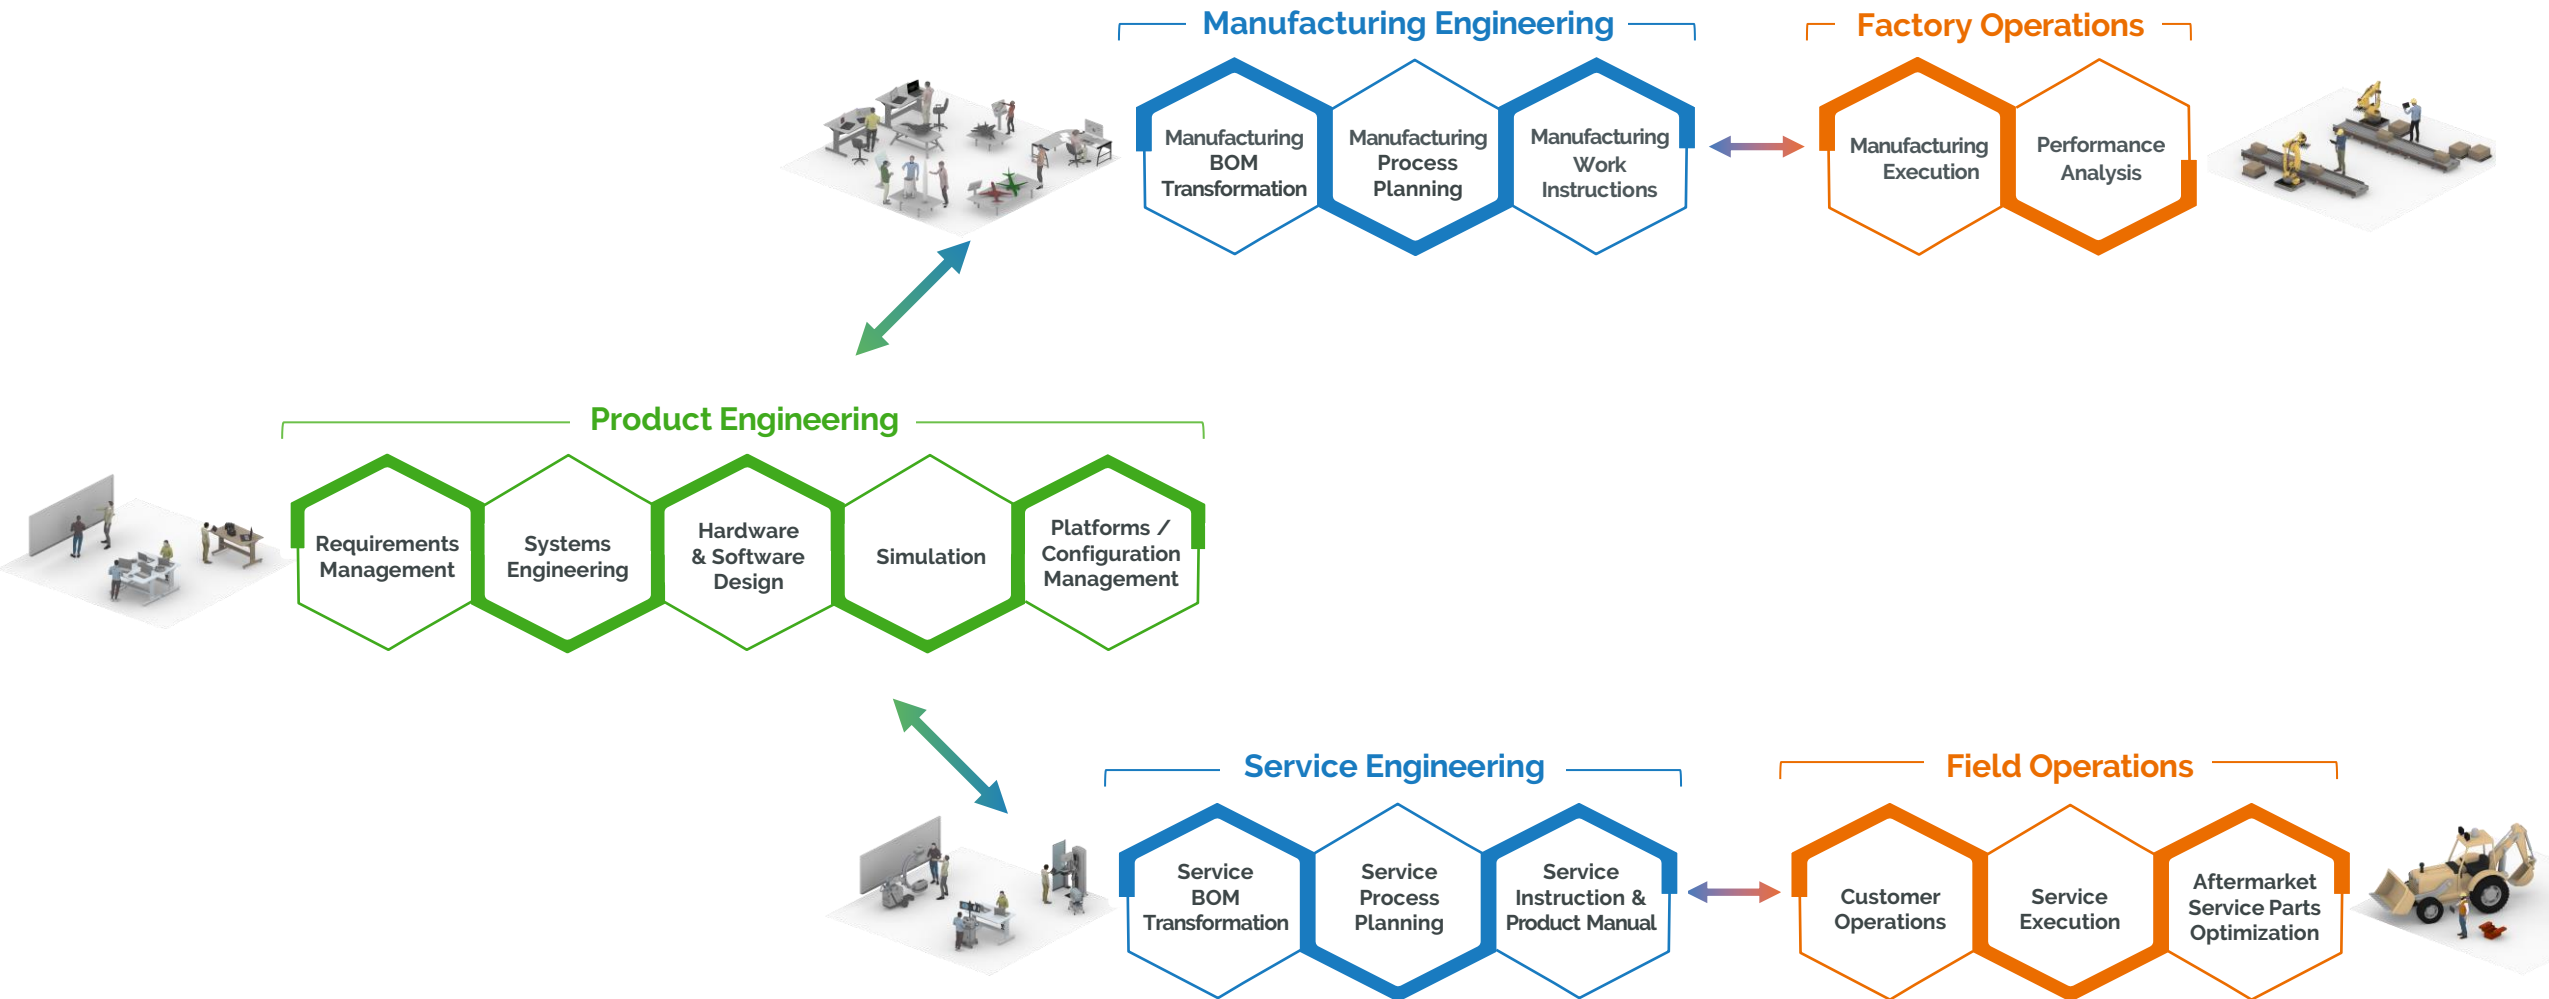 Manufacturing Engineering
Manufacturing
BOM
Transformation
Manufacturing
Process
Planning
Manufacturing
Work
Instructions
Factory Operations
Manufacturing
Execution
Performance
Analysis
Product Engineering
Requirements
Management
Systems
Engineering
Hardware
& Software
Design
Simulation
Platforms /
Configuration
Management
Service Engineering
Service
BOM
Transformation
Service
Process
Planning
Service
Instruction &
Product Manual
Field Operations
Customer
Operations
Service
Execution
Aftermarket
Service Parts
Optimization